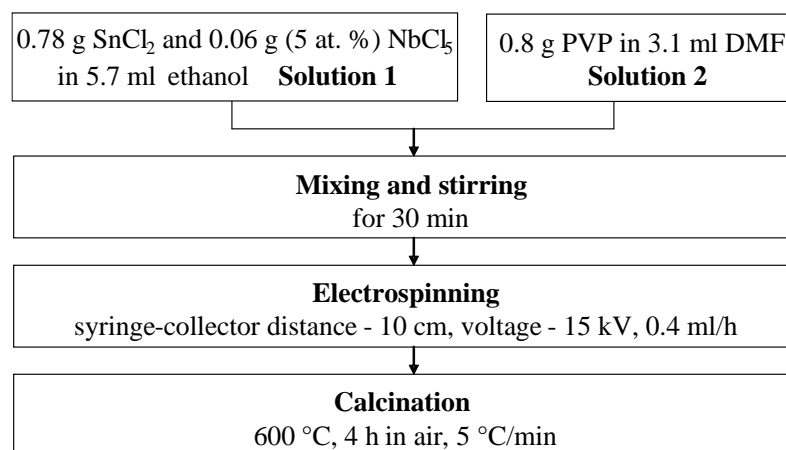 0.78 g SnCl₂ and 0.06 g (5 at. %) NbCl₅
in 5.7 ml ethanol Solution 1
0.8 g PVP in 3.1 ml DMF
Solution 2
Mixing and stirring
for 30 min
Electrospinning
syringe-collector distance - 10 cm, voltage - 15 kV, 0.4 ml/h
Calcination
600 °C, 4 h in air, 5 °C/min